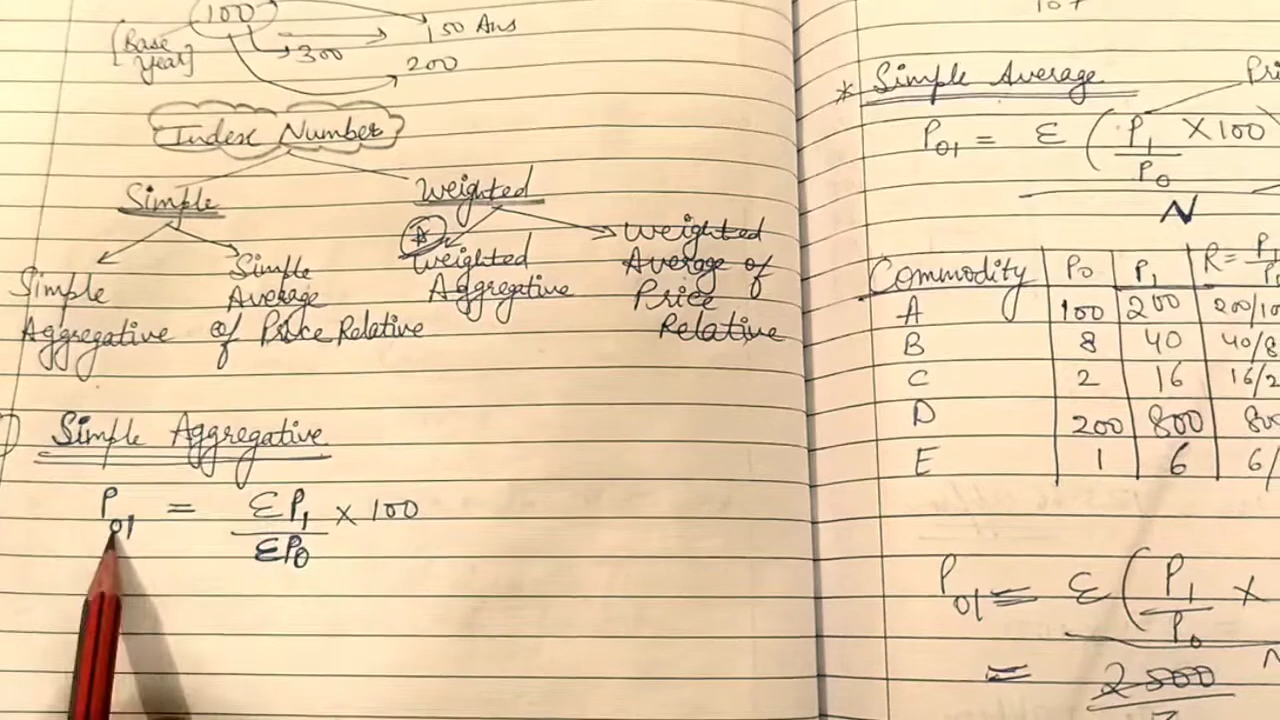 100
[Base Year]
150 Ans
300
200
Index Number
Simple
Weighted
Simple Aggregative
Simple Average of Price Relative
Weighted Aggregative
Weighted Average of Price Relative
Simple Aggregative
P01 = ΣP1 / ΣP0 × 100
* Simple Average
P01 = Σ ( P1 / P0 × 100
N
Commodity P0 P1 R=
A 100 200 200/10
B 8 40 40/8
C 2 16 16/2
D 200 800 800
E 1 6 6/
P01 = Σ ( P1 / P0 ×
= 2500